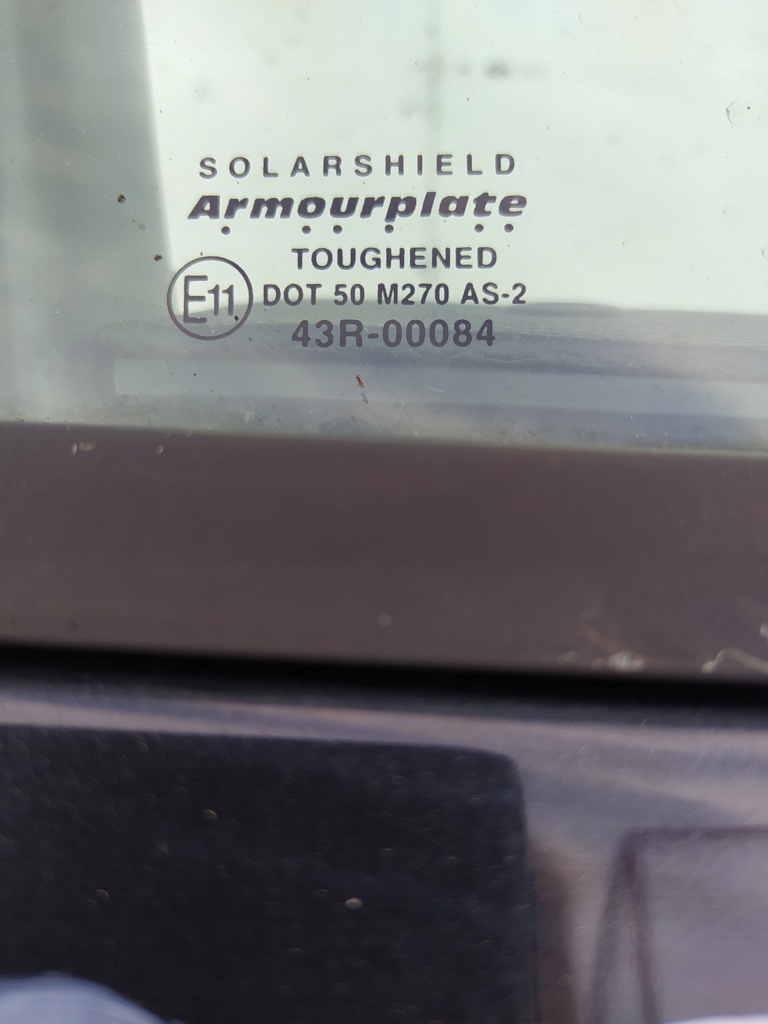 SOLARSHIELD
Armourplate
TOUGHENED
E11 DOT 50 M270 AS-2
43R-00084